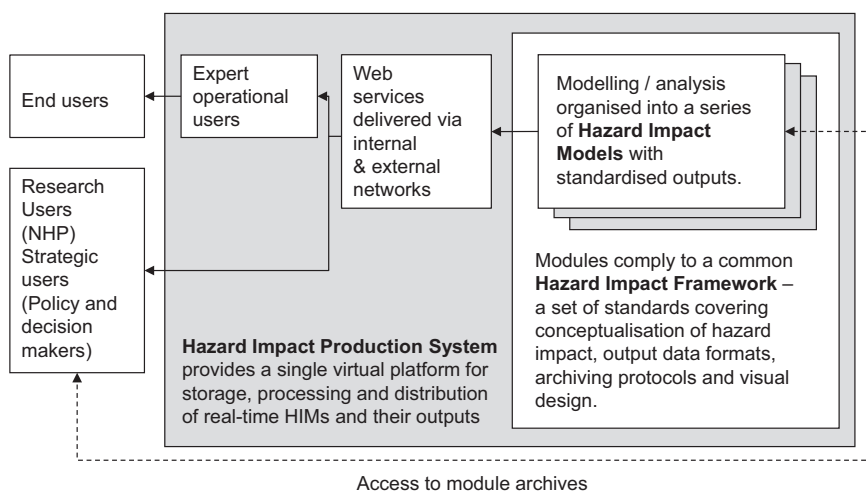 End users
Expert
operational
users
Web
services
delivered via
internal
& external
networks
Modelling / analysis
organised into a series
of Hazard Impact
Models with
standardised outputs.
Research
Users
(NHP)
Strategic
users
(Policy and
decision
makers)
Modules comply to a common
Hazard Impact Framework –
a set of standards covering
conceptualisation of hazard
impact, output data formats,
archiving protocols and visual
design.
Hazard Impact Production System
provides a single virtual platform for
storage, processing and distribution
of real-time HIMs and their outputs
Access to module archives